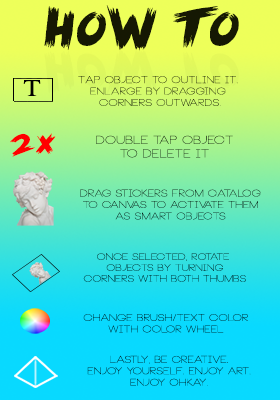 HOW TO
T
TAP OBJECT TO OUTLINE IT.
ENLARGE BY DRAGGING
CORNERS OUTWARDS.
2X
DOUBLE TAP OBJECT
TO DELETE IT
DRAG STICKERS FROM CATALOG
TO CANVAS TO ACTIVATE THEM
AS SMART OBJECTS
ONCE SELECTED, ROTATE
OBJECTS BY TURNING
CORNERS WITH BOTH THUMBS
CHANGE BRUSH/TEXT COLOR
WITH COLOR WHEEL
LASTLY, BE CREATIVE.
ENJOY YOURSELF. ENJOY ART.
ENJOY OHKAY.